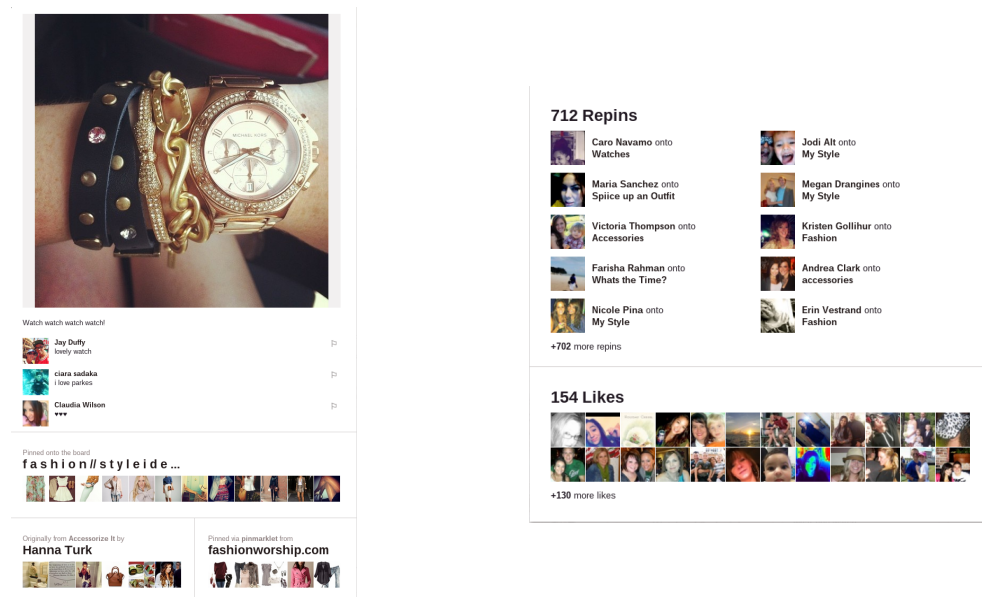 MICHAEL KORS
Watch watch watch watch!
Jay Duffy
lovely watch
ciara sadaka
i love parkes
Claudia Wilson
♥♥♥
Pinned onto the board
fashion//styleide...
Originally from Accessorize It by
Hanna Turk
Pinned via pinmarklet from
fashionworship.com
712 Repins
Caro Navamo onto
Watches
Jodi Alt onto
My Style
Maria Sanchez onto
Spiice up an Outfit
Megan Drangines onto
My Style
Victoria Thompson onto
Accessories
Kristen Gollihur onto
Fashion
Farisha Rahman onto
Whats the Time?
Andrea Clark onto
accessories
Nicole Pina onto
My Style
Erin Vestrand onto
Fashion
+702 more repins
154 Likes
+130 more likes